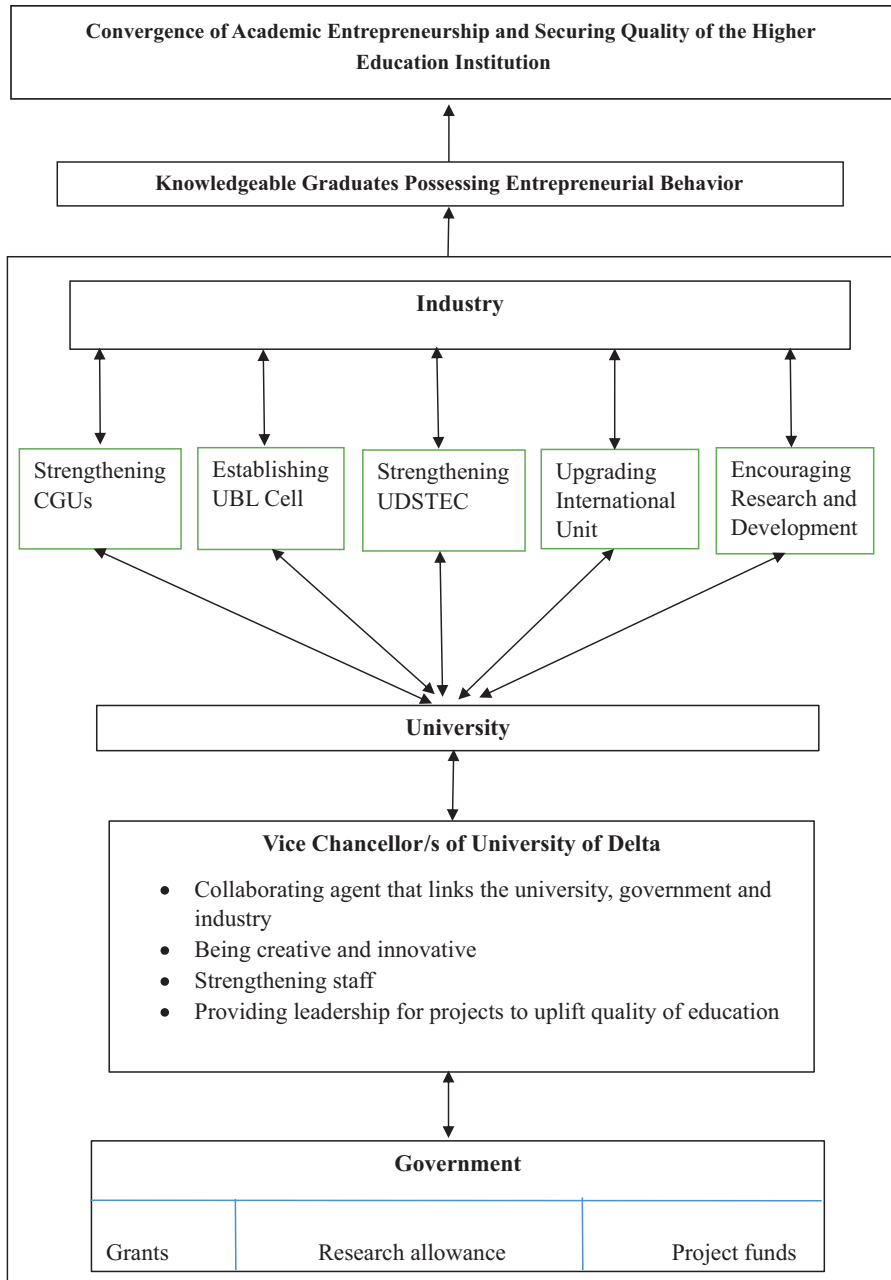 Convergence of Academic Entrepreneurship and Securing Quality of the Higher
Education Institution
Knowledgeable Graduates Possessing Entrepreneurial Behavior
Industry
Strengthening
CGUs
Establishing
UBL Cell
Strengthening
UDSTEC
Upgrading
International
Unit
Encouraging
Research and
Development
University
Vice Chancellor/s of University of Delta
• Collaborating agent that links the university, government and
industry
• Being creative and innovative
• Strengthening staff
• Providing leadership for projects to uplift quality of education
Government
Grants
Research allowance
Project funds